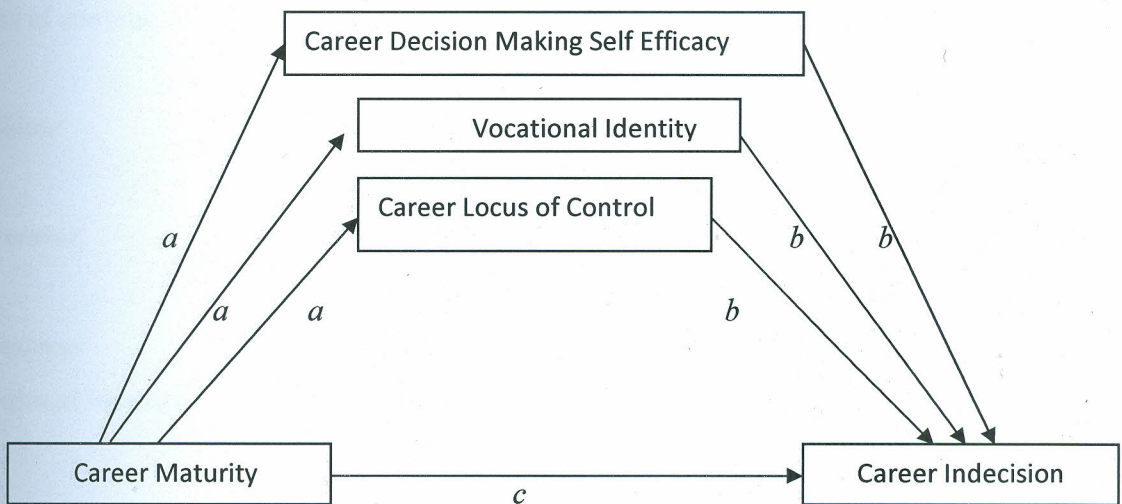 Career Decision Making Self Efficacy
Vocational Identity
Career Locus of Control
a
b
b
a
a
b
Career Maturity
Career Indecision
c